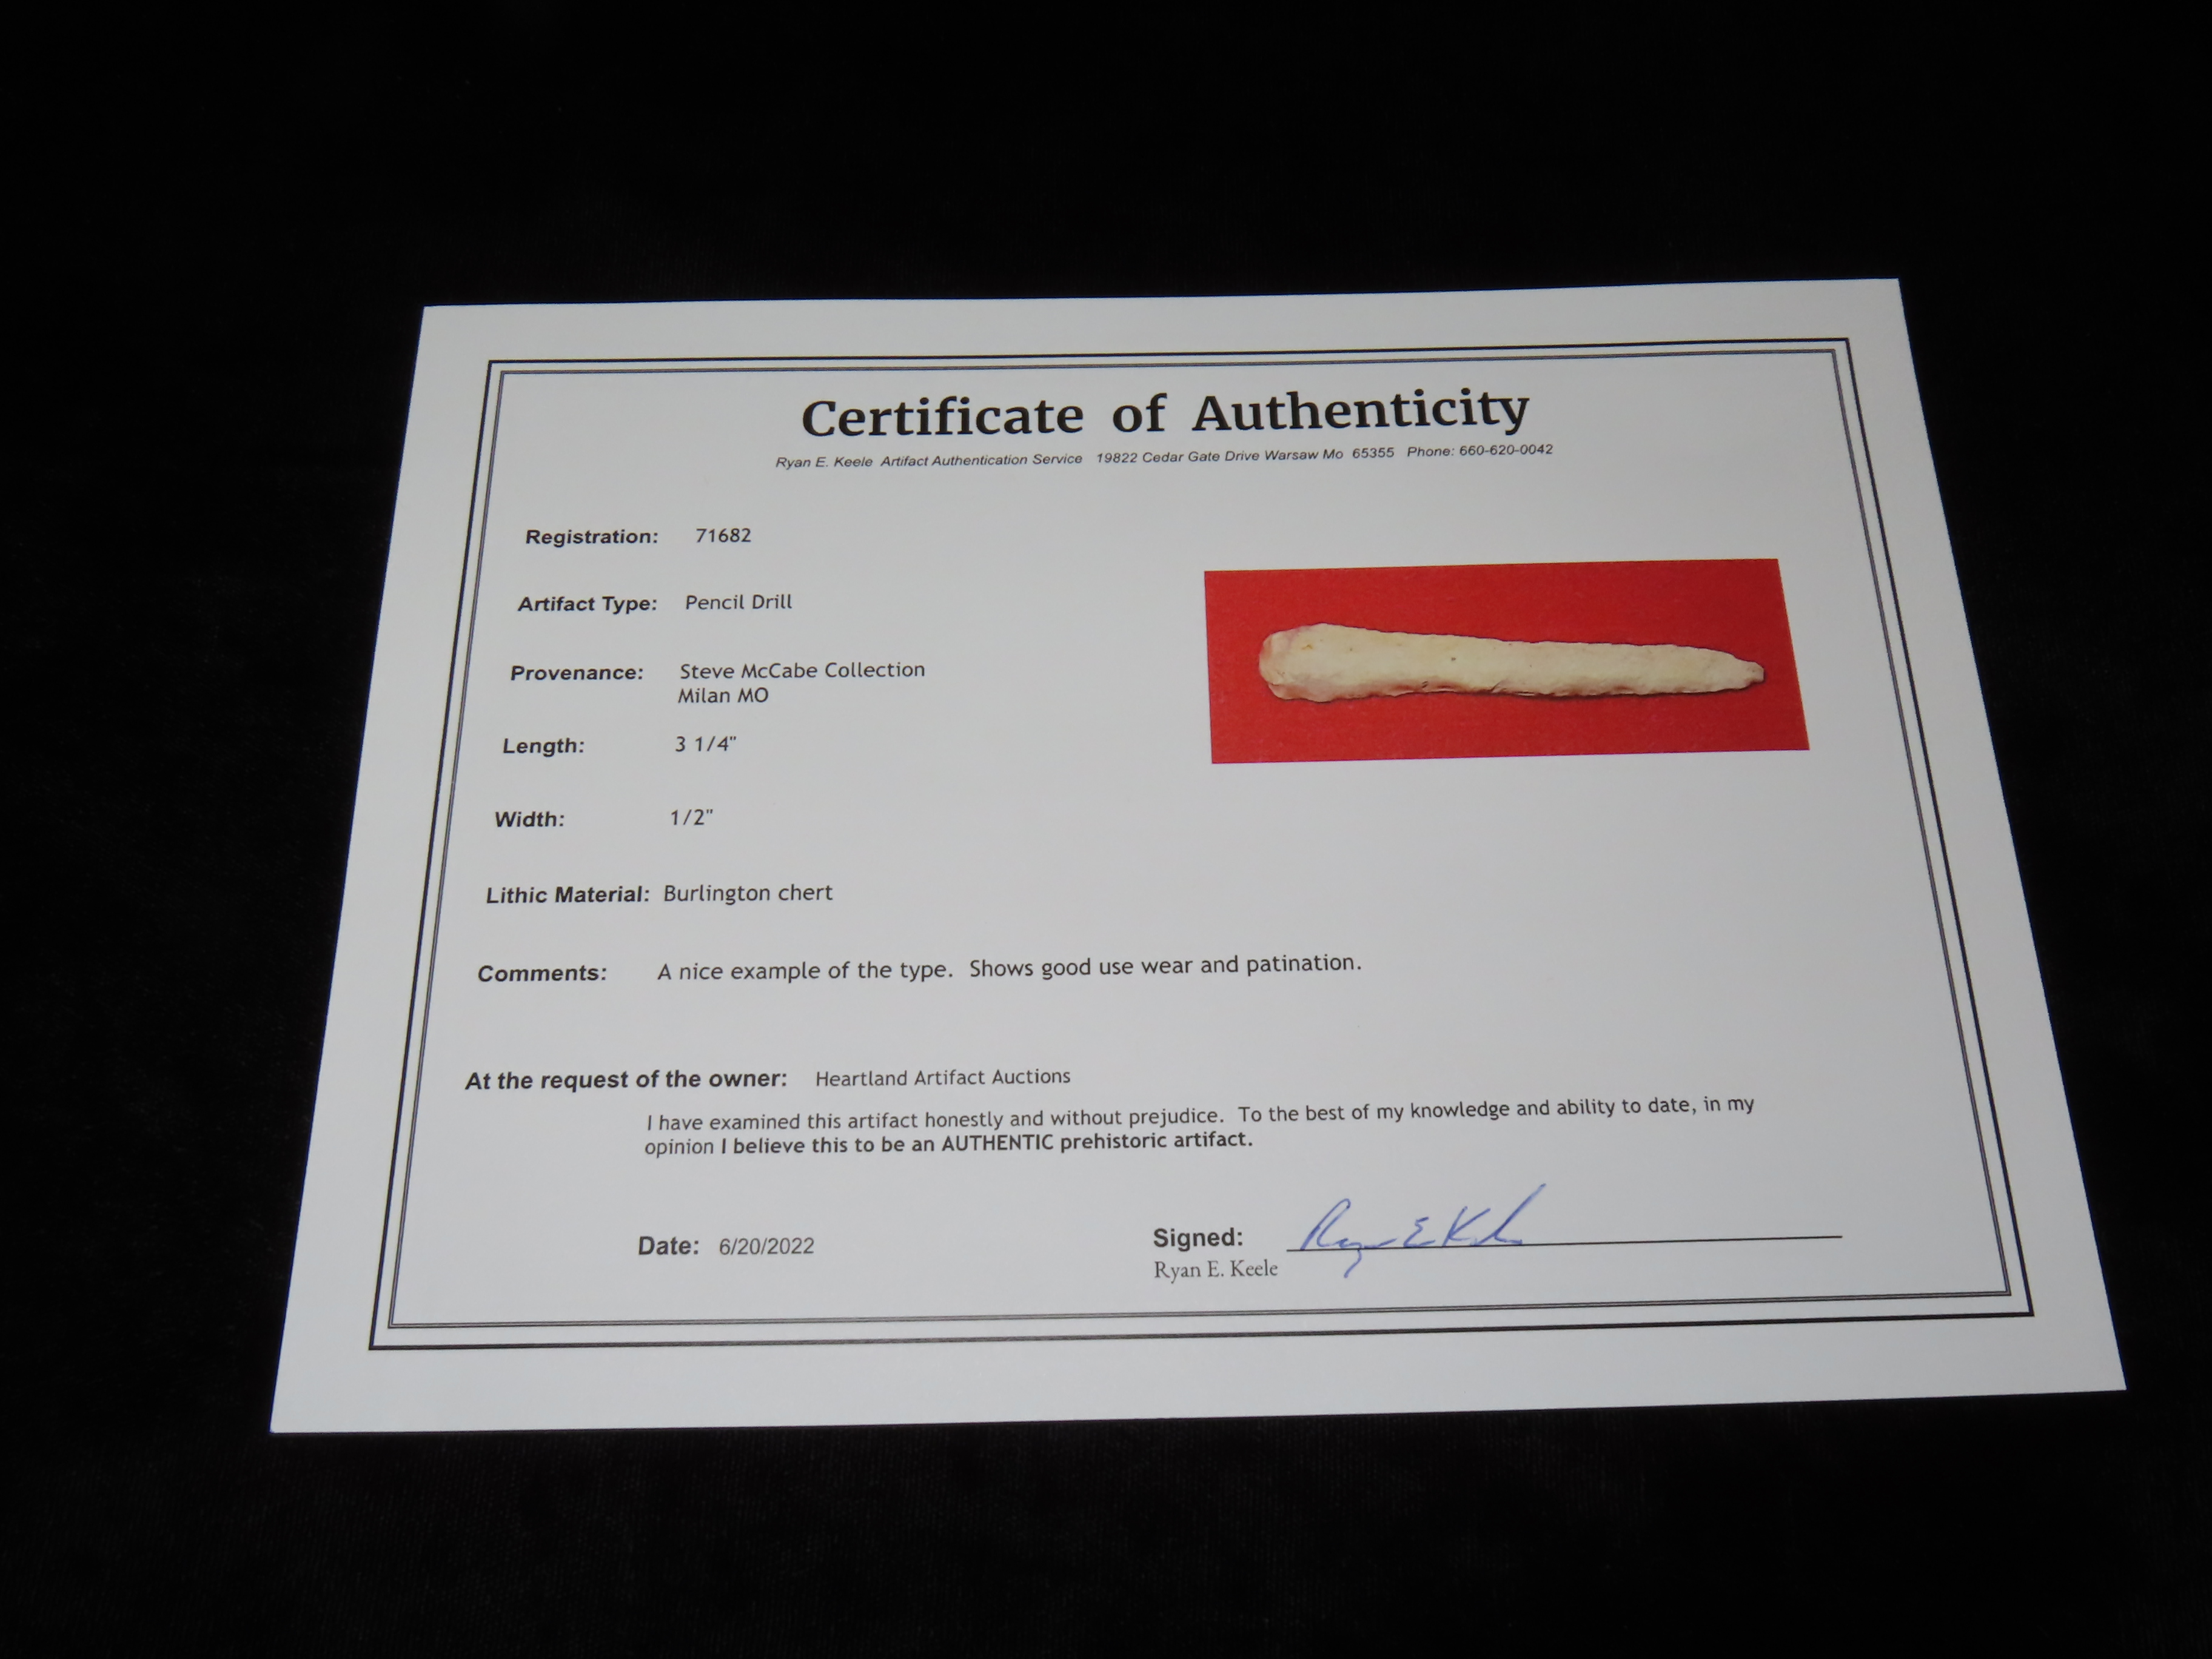 Certificate of Authenticity
Ryan E. Keele Artifact Authentication Service 19822 Cedar Gate Drive Warsaw Mo 65355 Phone: 660-620-0042
Registration: 71682
Artifact Type: Pencil Drill
Provenance: Steve McCabe Collection
Milan MO
Length: 3 1/4"
Width: 1/2"
Lithic Material: Burlington chert
Comments: A nice example of the type. Shows good use wear and patination.
At the request of the owner: Heartland Artifact Auctions
I have examined this artifact honestly and without prejudice. To the best of my knowledge and ability to date, in my
opinion I believe this to be an AUTHENTIC prehistoric artifact.
Date: 6/20/2022 Signed: Ryan E Keele
Ryan E. Keele